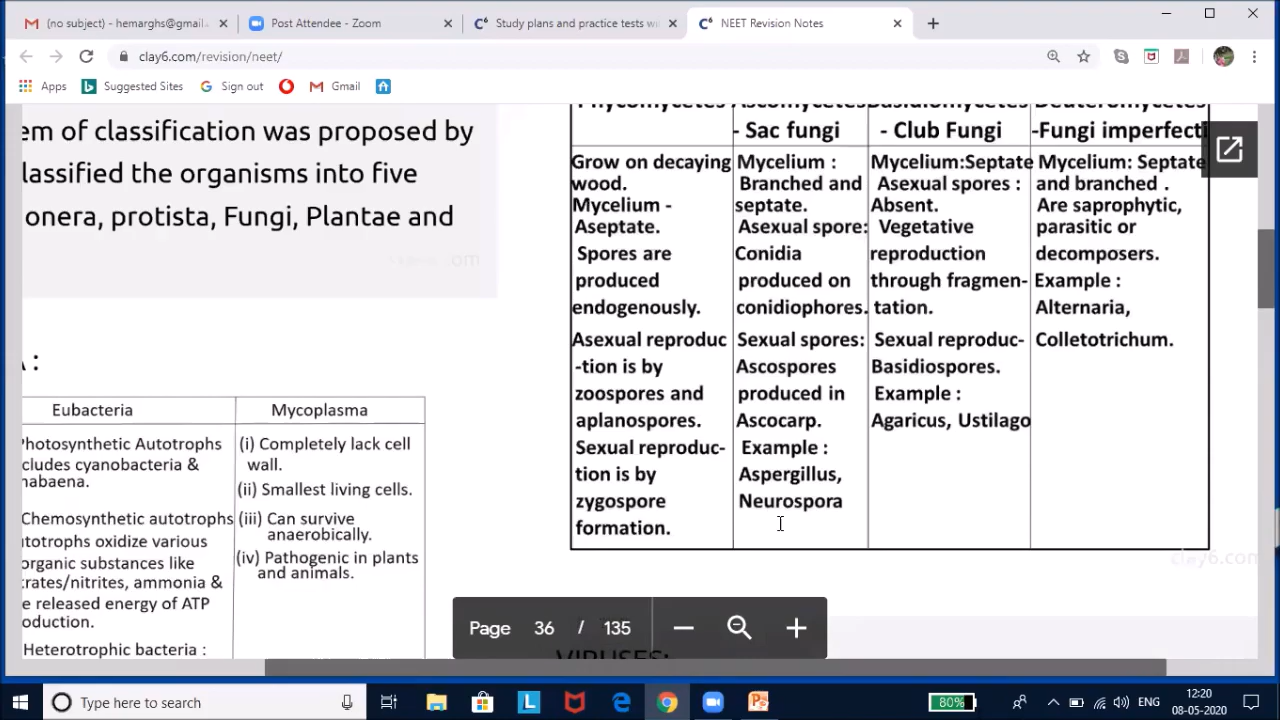 (no subject) - hemarghs@gmail.
Post Attendee - Zoom
Study plans and practice tests wi
NEET Revision Notes
clay6.com/revision/neet/
Apps
Suggested Sites
Sign out
Gmail
em of classification was proposed by
lassified the organisms into five
onera, protista, Fungi, Plantae and
A :
Eubacteria
Mycoplasma
Photosynthetic Autotrophs
cludes cyanobacteria &
nabaena.
Chemosynthetic autotrophs
utotrophs oxidize various
organic substances like
trates/nitrites, ammonia &
e released energy of ATP
oduction.
Heterotrophic bacteria :
(i) Completely lack cell
wall.
(ii) Smallest living cells.
(iii) Can survive
anaerobically.
(iv) Pathogenic in plants
and animals.
Phycomycetes
Ascomycetes
- Sac fungi
Basidiomycetes
- Club Fungi
Deuteromycetes
-Fungi imperfecti
Grow on decaying
wood.
Mycelium -
Aseptate.
Spores are
produced
endogenously.
Asexual reproduc
-tion is by
zoospores and
aplanospores.
Sexual reproduc-
tion is by
zygospore
formation.
Mycelium :
Branched and
septate.
Asexual spore:
Conidia
produced on
conidiophores.
Sexual spores:
Ascospores
produced in
Ascocarp.
Example :
Aspergillus,
Neurospora
Mycelium:Septate
Asexual spores :
Absent.
Vegetative
reproduction
through fragmen-
tation.
Sexual reproduc-
Basidiospores.
Example :
Agaricus, Ustilago
Mycelium: Septate
and branched .
Are saprophytic,
parasitic or
decomposers.
Example :
Alternaria,
Colletotrichum.
clay6.com
Page 36 / 135
VIRUSES:
Type here to search
80%
ENG
12:20
08-05-2020